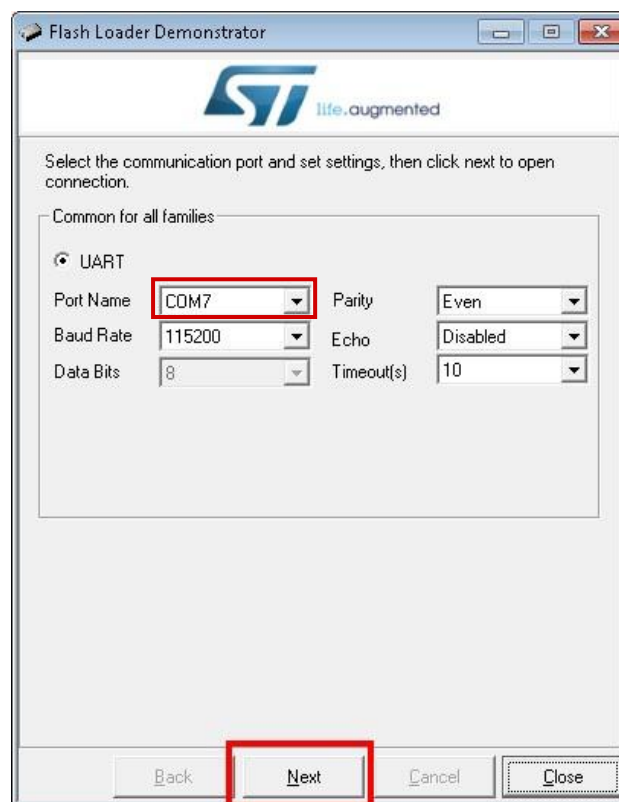 Flash Loader Demonstrator
ST life.augmented
Select the communication port and set settings, then click next to open
connection.
Common for all families
UART
Port Name COM7 Parity Even
Baud Rate 115200 Echo Disabled
Data Bits 8 Timeout(s) 10
Back Next Cancel Close